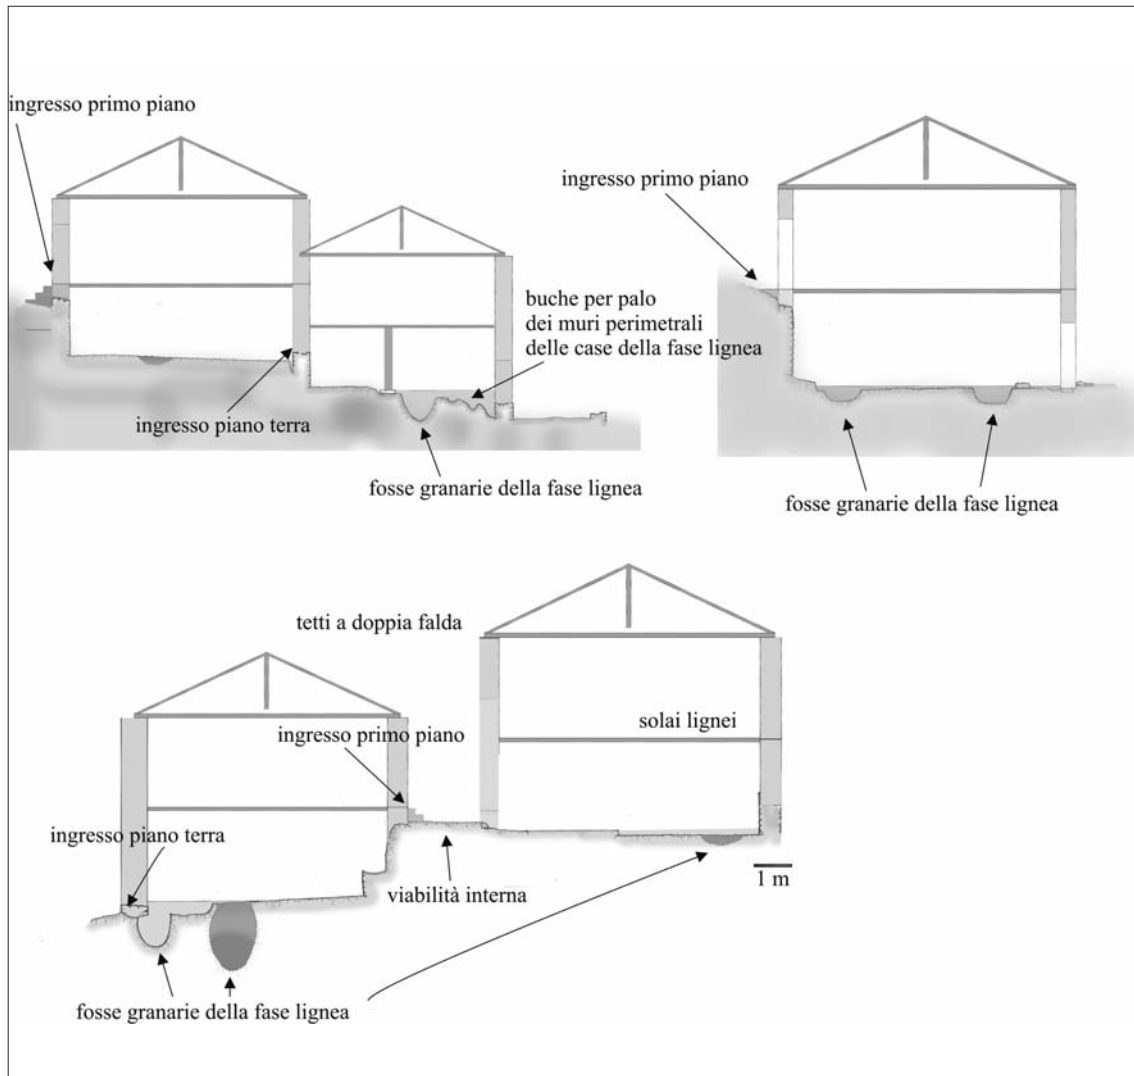 ingresso primo piano
ingresso primo piano
buche per palo
dei muri perimetrali
delle case della fase lignea
ingresso piano terra
fosse granarie della fase lignea
fosse granarie della fase lignea
tetti a doppia falda
solai lignei
ingresso primo piano
ingresso piano terra
viabilità interna
1 m
fosse granarie della fase lignea